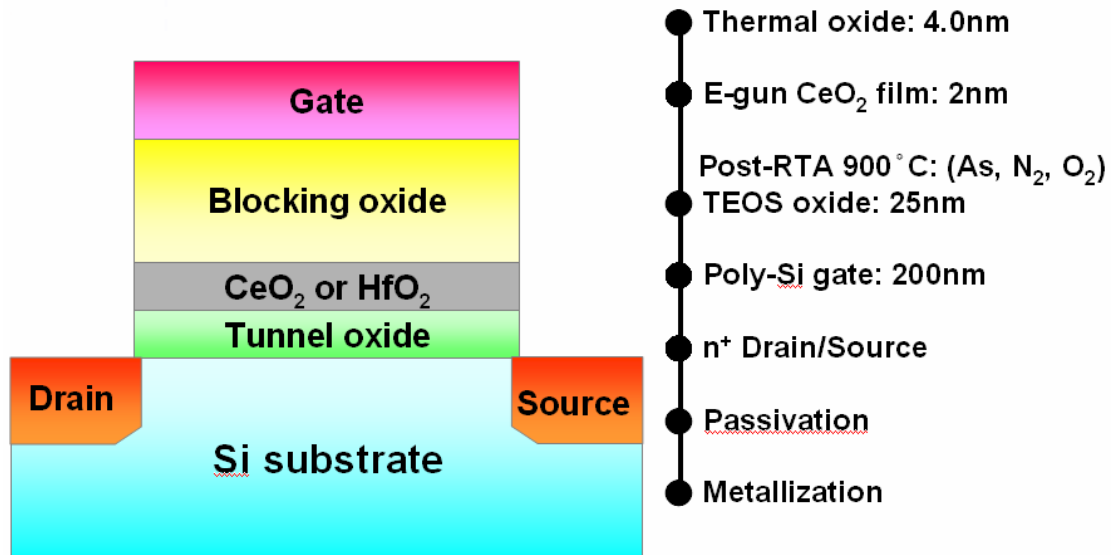 Gate
Blocking oxide
CeO₂ or HfO₂
Tunnel oxide
Drain
Source
Si substrate
Thermal oxide: 4.0nm
E-gun CeO₂ film: 2nm
Post-RTA 900°C: (As, N₂, O₂)
TEOS oxide: 25nm
Poly-Si gate: 200nm
n⁺ Drain/Source
Passivation
Metallization